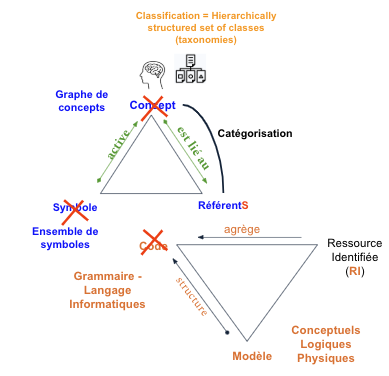 Classification = Hierarchically
structured set of classes
(taxonomies)
Graphe de
concepts
Concept
Catégorisation
active
est lié au
Symbole
RéférentS
Ensemble de
symboles
Code
agrège
Ressource
Identifiée
(RI)
Grammaire -
Langage
Informatiques
structure
Modèle
Conceptuels
Logiques
Physiques